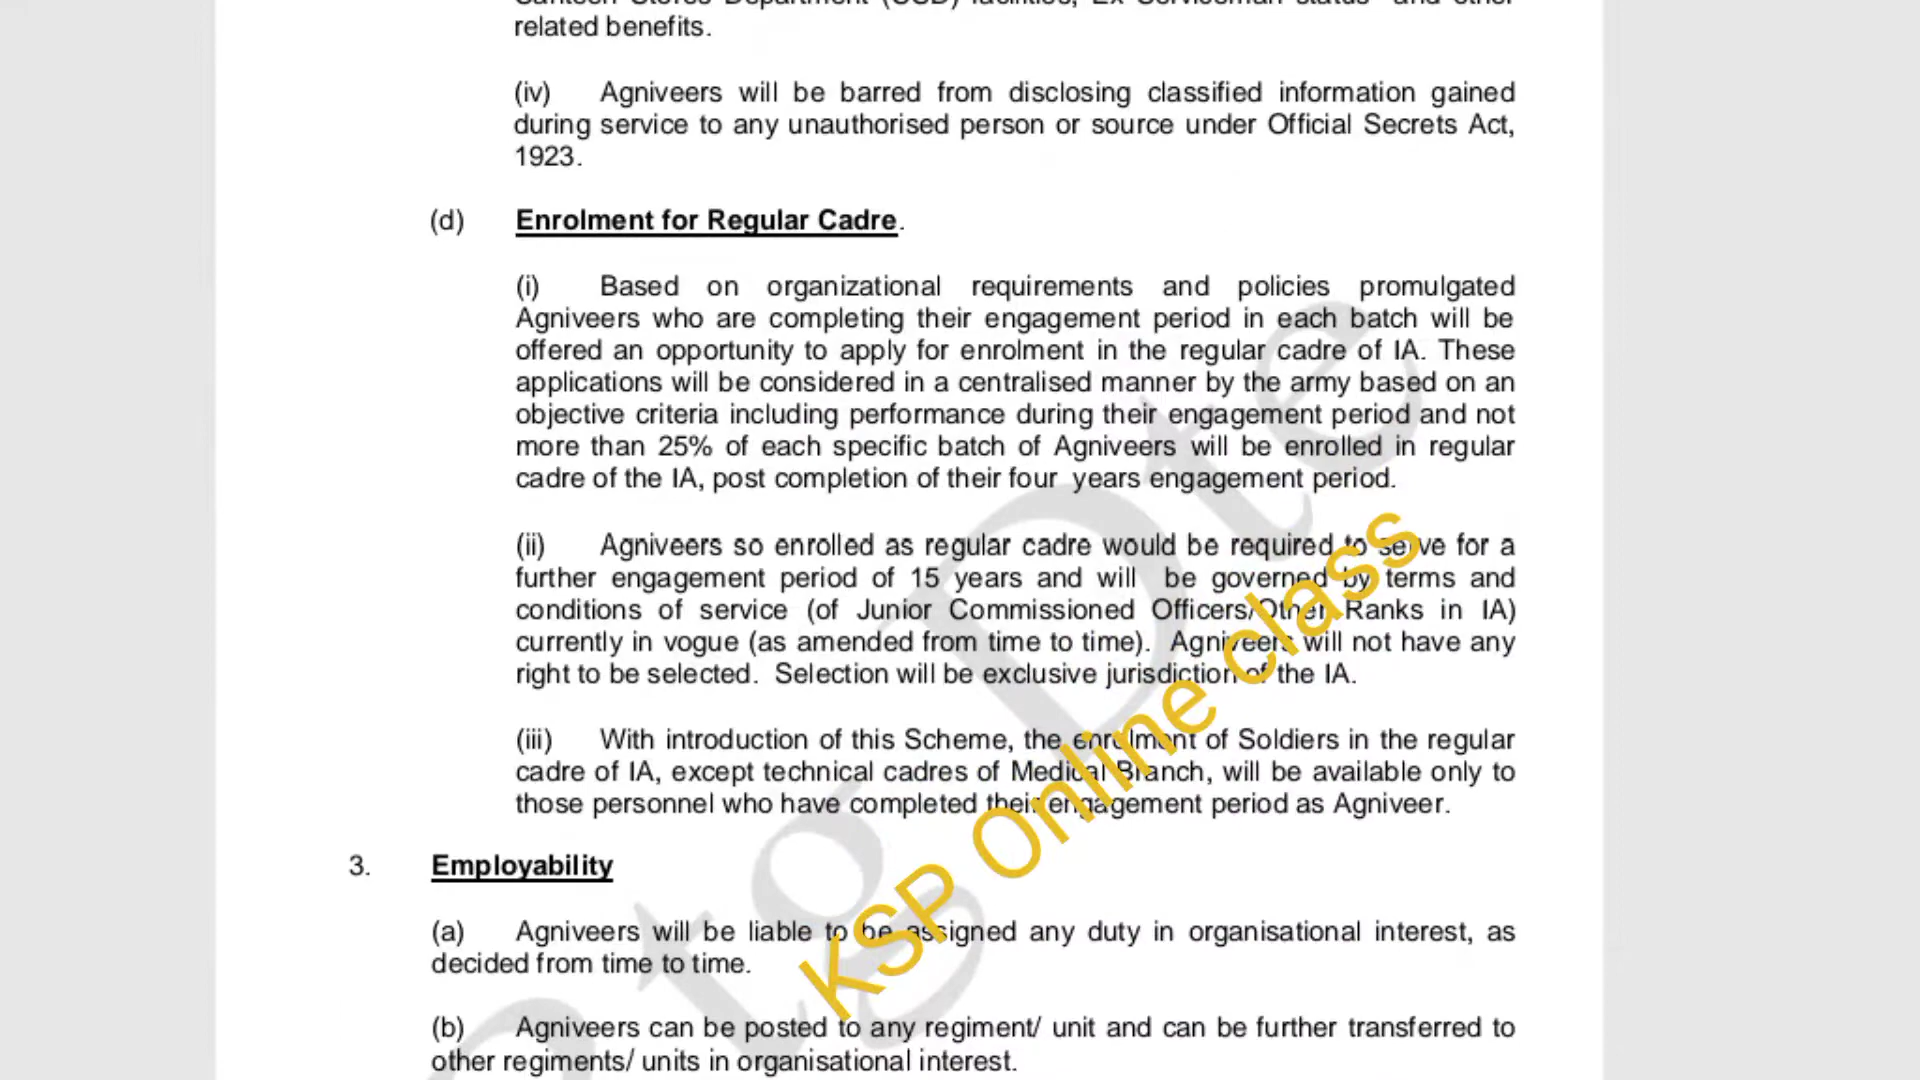 related benefits.
(iv) Agniveers will be barred from disclosing classified information gained
during service to any unauthorised person or source under Official Secrets Act,
1923.
(d) Enrolment for Regular Cadre.
(i) Based on organizational requirements and policies promulgated
Agniveers who are completing their engagement period in each batch will be
offered an opportunity to apply for enrolment in the regular cadre of IA. These
applications will be considered in a centralised manner by the army based on an
objective criteria including performance during their engagement period and not
more than 25% of each specific batch of Agniveers will be enrolled in regular
cadre of the IA, post completion of their four years engagement period.
(ii) Agniveers so enrolled as regular cadre would be required to serve for a
further engagement period of 15 years and will be governed by terms and
conditions of service (of Junior Commissioned Officers/Other Ranks in IA)
currently in vogue (as amended from time to time). Agniveers will not have any
right to be selected. Selection will be exclusive jurisdiction of the IA.
(iii) With introduction of this Scheme, the enrolment of Soldiers in the regular
cadre of IA, except technical cadres of Medical Branch, will be available only to
those personnel who have completed their engagement period as Agniveer.
3. Employability
(a) Agniveers will be liable to be assigned any duty in organisational interest, as
decided from time to time.
(b) Agniveers can be posted to any regiment/ unit and can be further transferred to
other regiments/ units in organisational interest.
KSP Online class
tg Dte